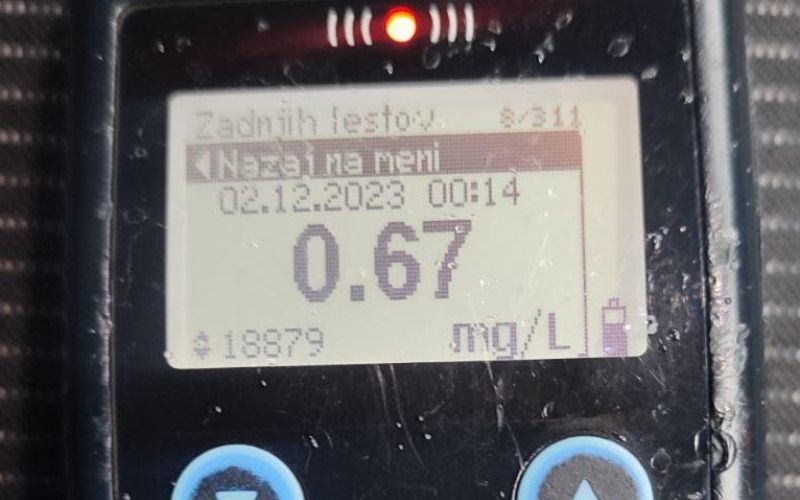 Zadnjih testov 8/311
Nazaj na meni
02.12.2023 00:14
0.67
18879 mg/L